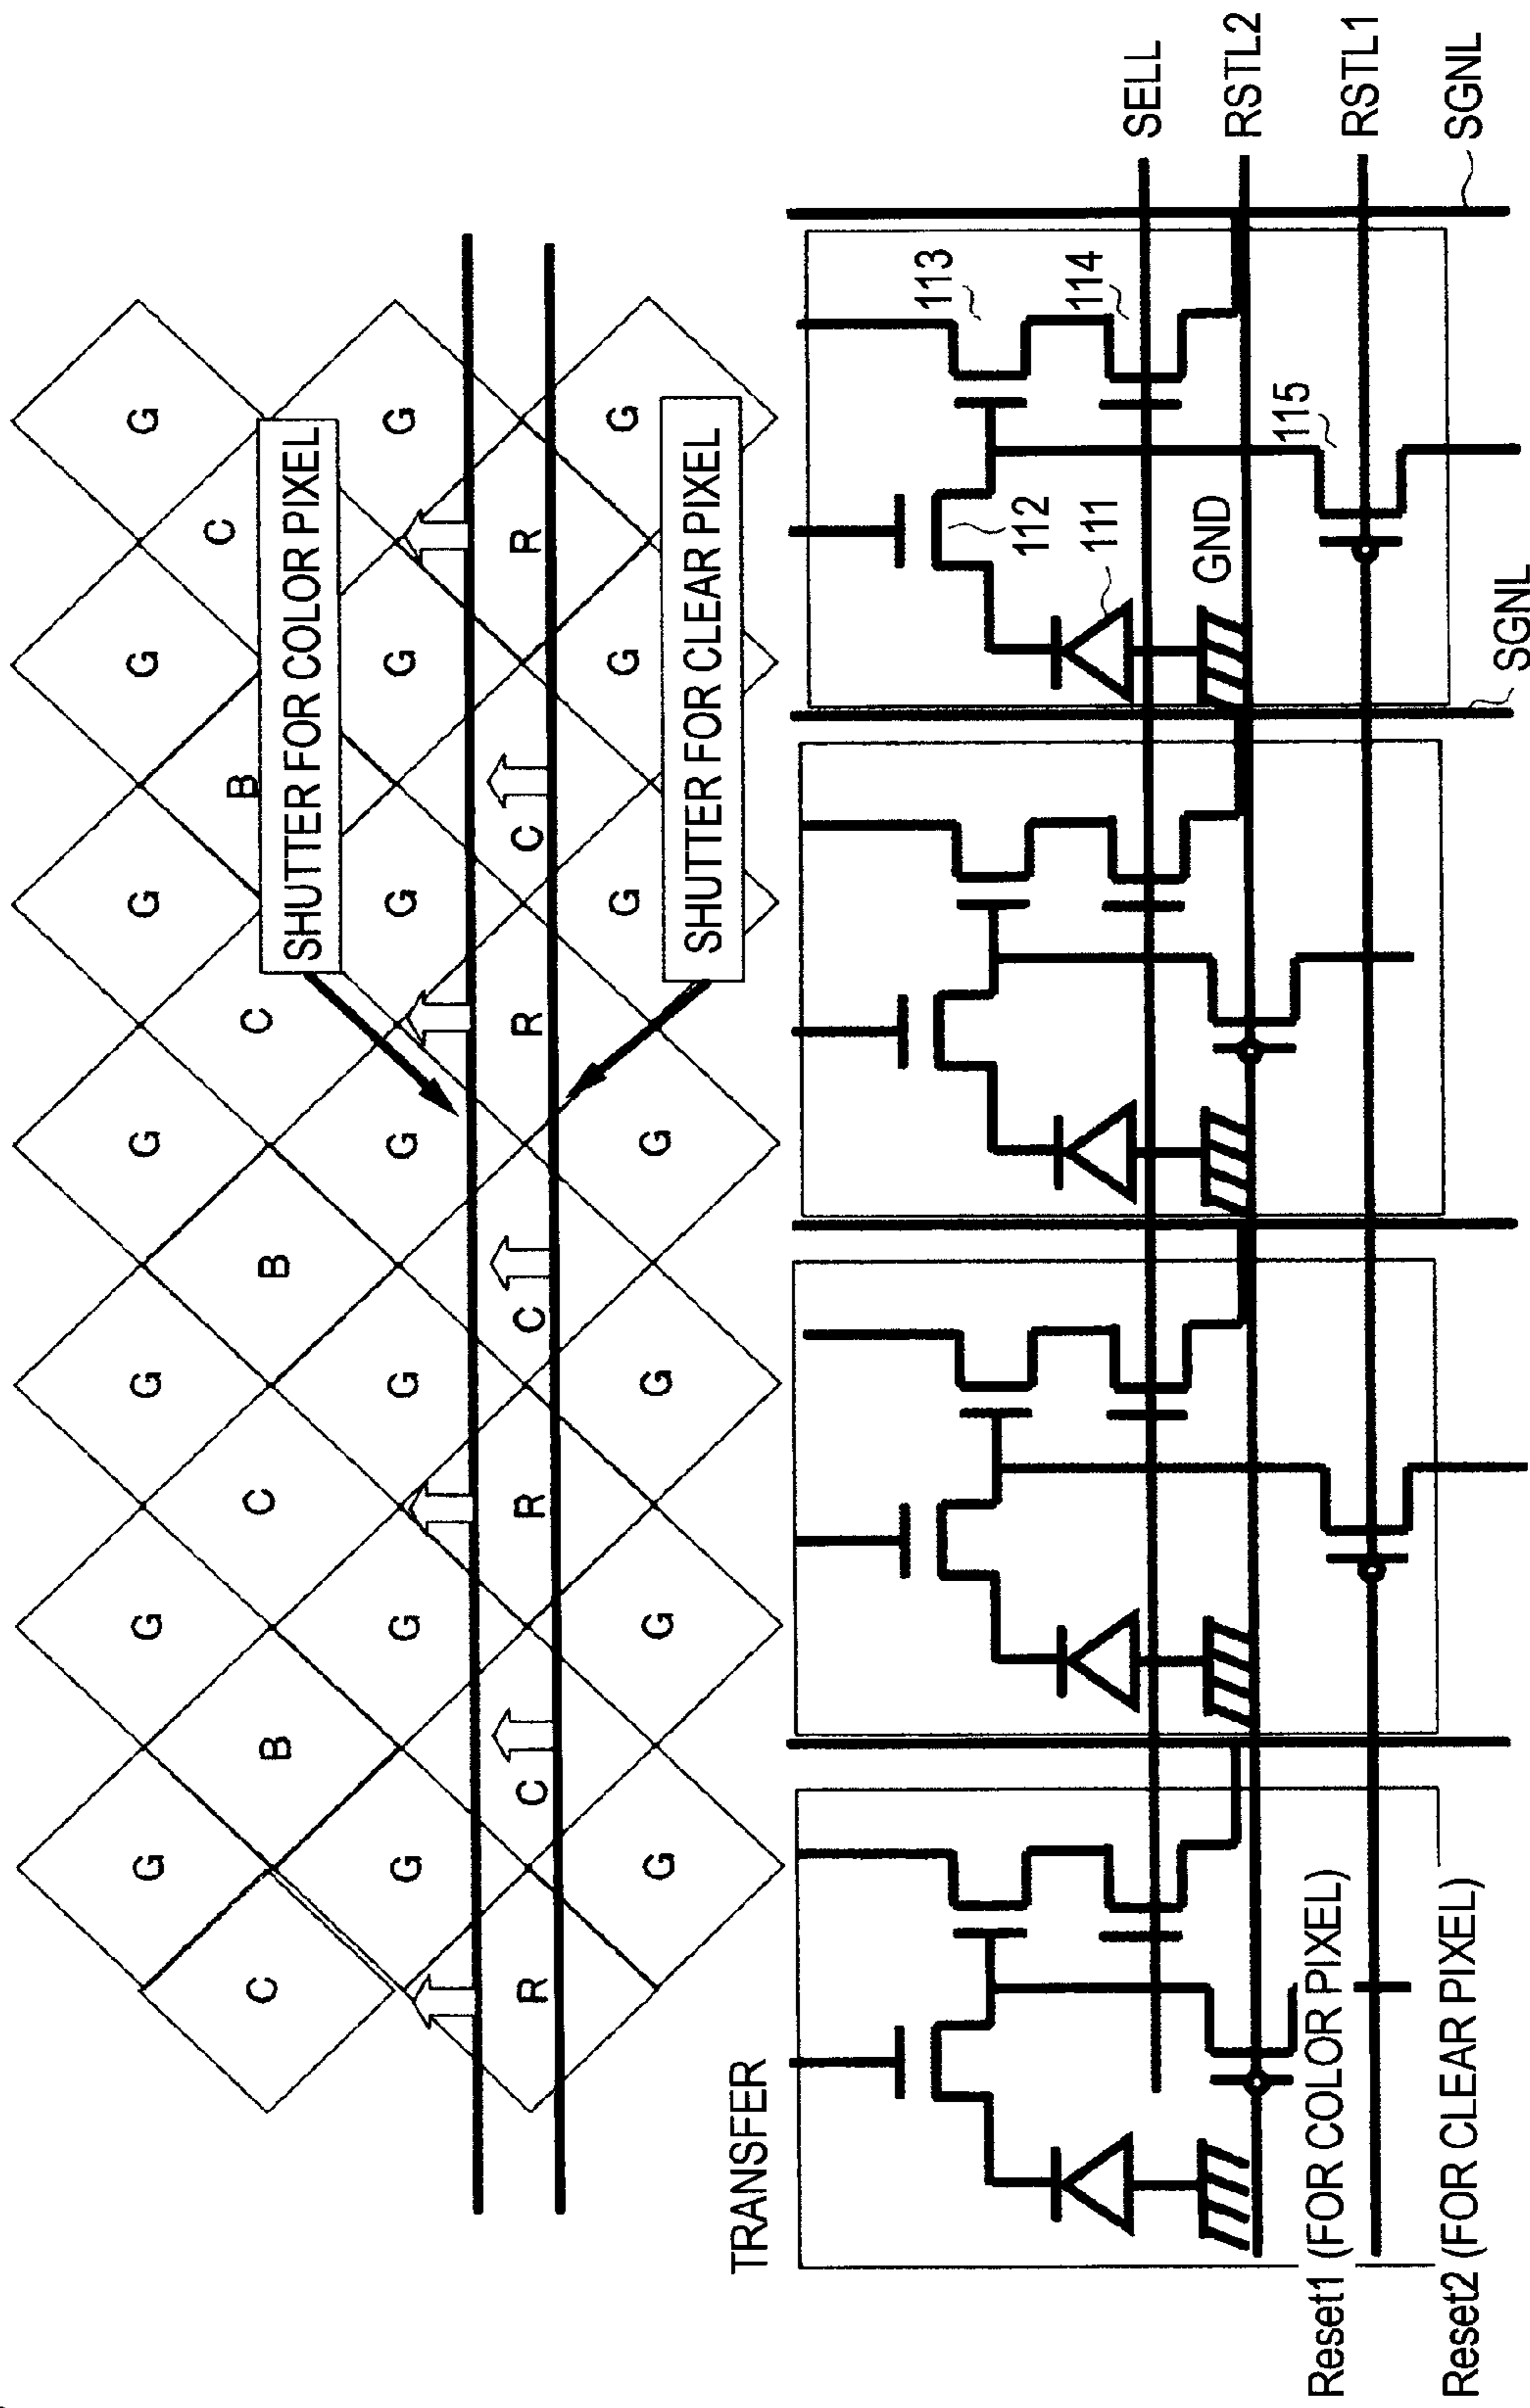 G G G G G G G
C B C B C B C
SHUTTER FOR COLOR PIXEL
G G G G G G G
R C R C R C R
G G G G G G G
SHUTTER FOR CLEAR PIXEL
TRANSFER
113
112
114
111
SELL
GND
RSTL2
115
Reset1 (FOR COLOR PIXEL)
RSTL1
Reset2 (FOR CLEAR PIXEL)
SGNL
SGNL